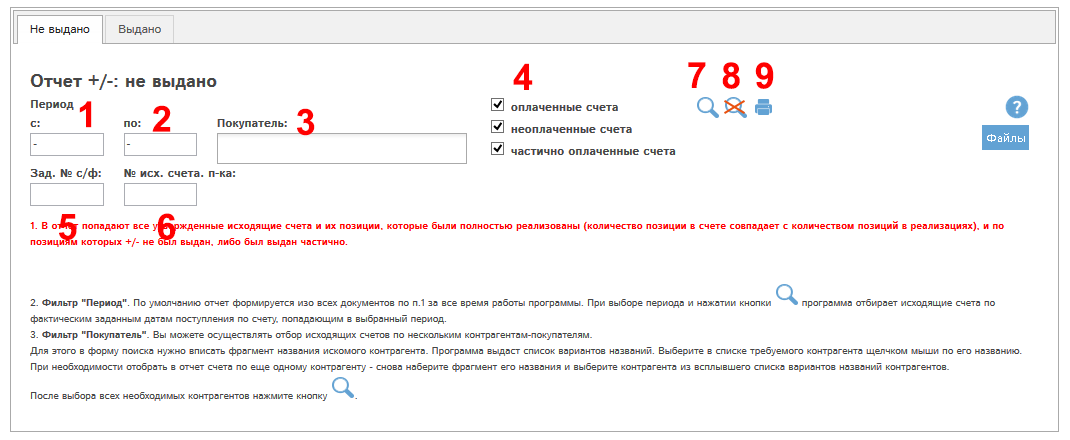 Не выдано Выдано
Отчет +/-: не выдано
Период
1 2 3 4 7 8 9
с: по: Покупатель:
- -
оплаченные счета
неоплаченные счета
частично оплаченные счета
?
Файлы
Зад. № с/ф: № исх. счета. п-ка:
5 6
1. В отчет попадают все утвержденные исходящие счета и их позиции, которые были полностью реализованы (количество позиции в счете совпадает с количеством позиций в реализациях), и по
позициям которых +/- не был выдан, либо был выдан частично.
2. Фильтр "Период". По умолчанию отчет формируется изо всех документов по п.1 за все время работы программы. При выборе периода и нажатии кнопки программа отбирает исходящие счета по
фактическим заданным датам поступления по счету, попадающим в выбранный период.
3. Фильтр "Покупатель". Вы можете осуществлять отбор исходящих счетов по нескольким контрагентам-покупателям.
Для этого в форму поиска нужно вписать фрагмент названия искомого контрагента. Программа выдаст список вариантов названий. Выберите в списке требуемого контрагента щелчком мыши по его названию.
При необходимости отобрать в отчет счета по еще одному контрагенту - снова наберите фрагмент его названия и выберите контрагента из всплывшего списка вариантов названий контрагентов.
После выбора всех необходимых контрагентов нажмите кнопку .